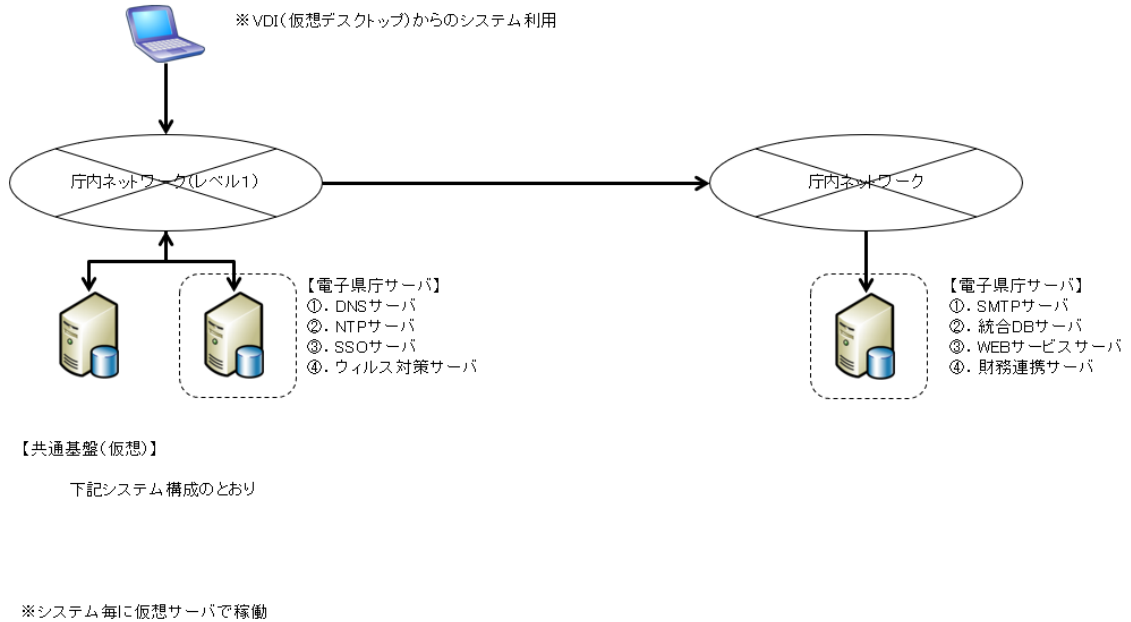 ※VDI(仮想デスクトップ)からのシステム利用
庁内ネットワーク(レベル1)
庁内ネットワーク
【電子県庁サーバ】
①. DNSサーバ
②. NTPサーバ
③. SSOサーバ
④. ウィルス対策サーバ
【電子県庁サーバ】
①. SMTPサーバ
②. 統合DBサーバ
③. WEBサービスサーバ
④. 財務連携サーバ
【共通基盤(仮想)】
下記システム構成のとおり
※システム毎に仮想サーバで稼働